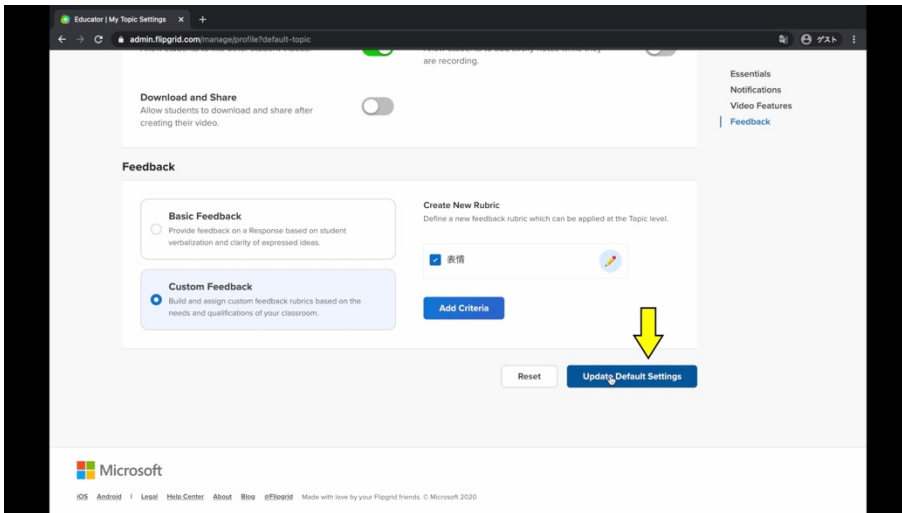 Educator | My Topic Settings
admin.flipgrid.com/manage/profile?default-topic
ゲスト
are recording.
Download and Share
Allow students to download and share after
creating their video.
Essentials
Notifications
Video Features
Feedback
Feedback
Basic Feedback
Provide feedback on a Response based on student
verbalization and clarity of expressed ideas.
Custom Feedback
Build and assign custom feedback rubrics based on the
needs and qualifications of your classroom.
Create New Rubric
Define a new feedback rubric which can be applied at the Topic level.
表情
Add Criteria
Reset
Update Default Settings
Microsoft
iOS Android | Legal Help Center About Blog @Flipgrid Made with love by your Flipgrid friends. © Microsoft 2020